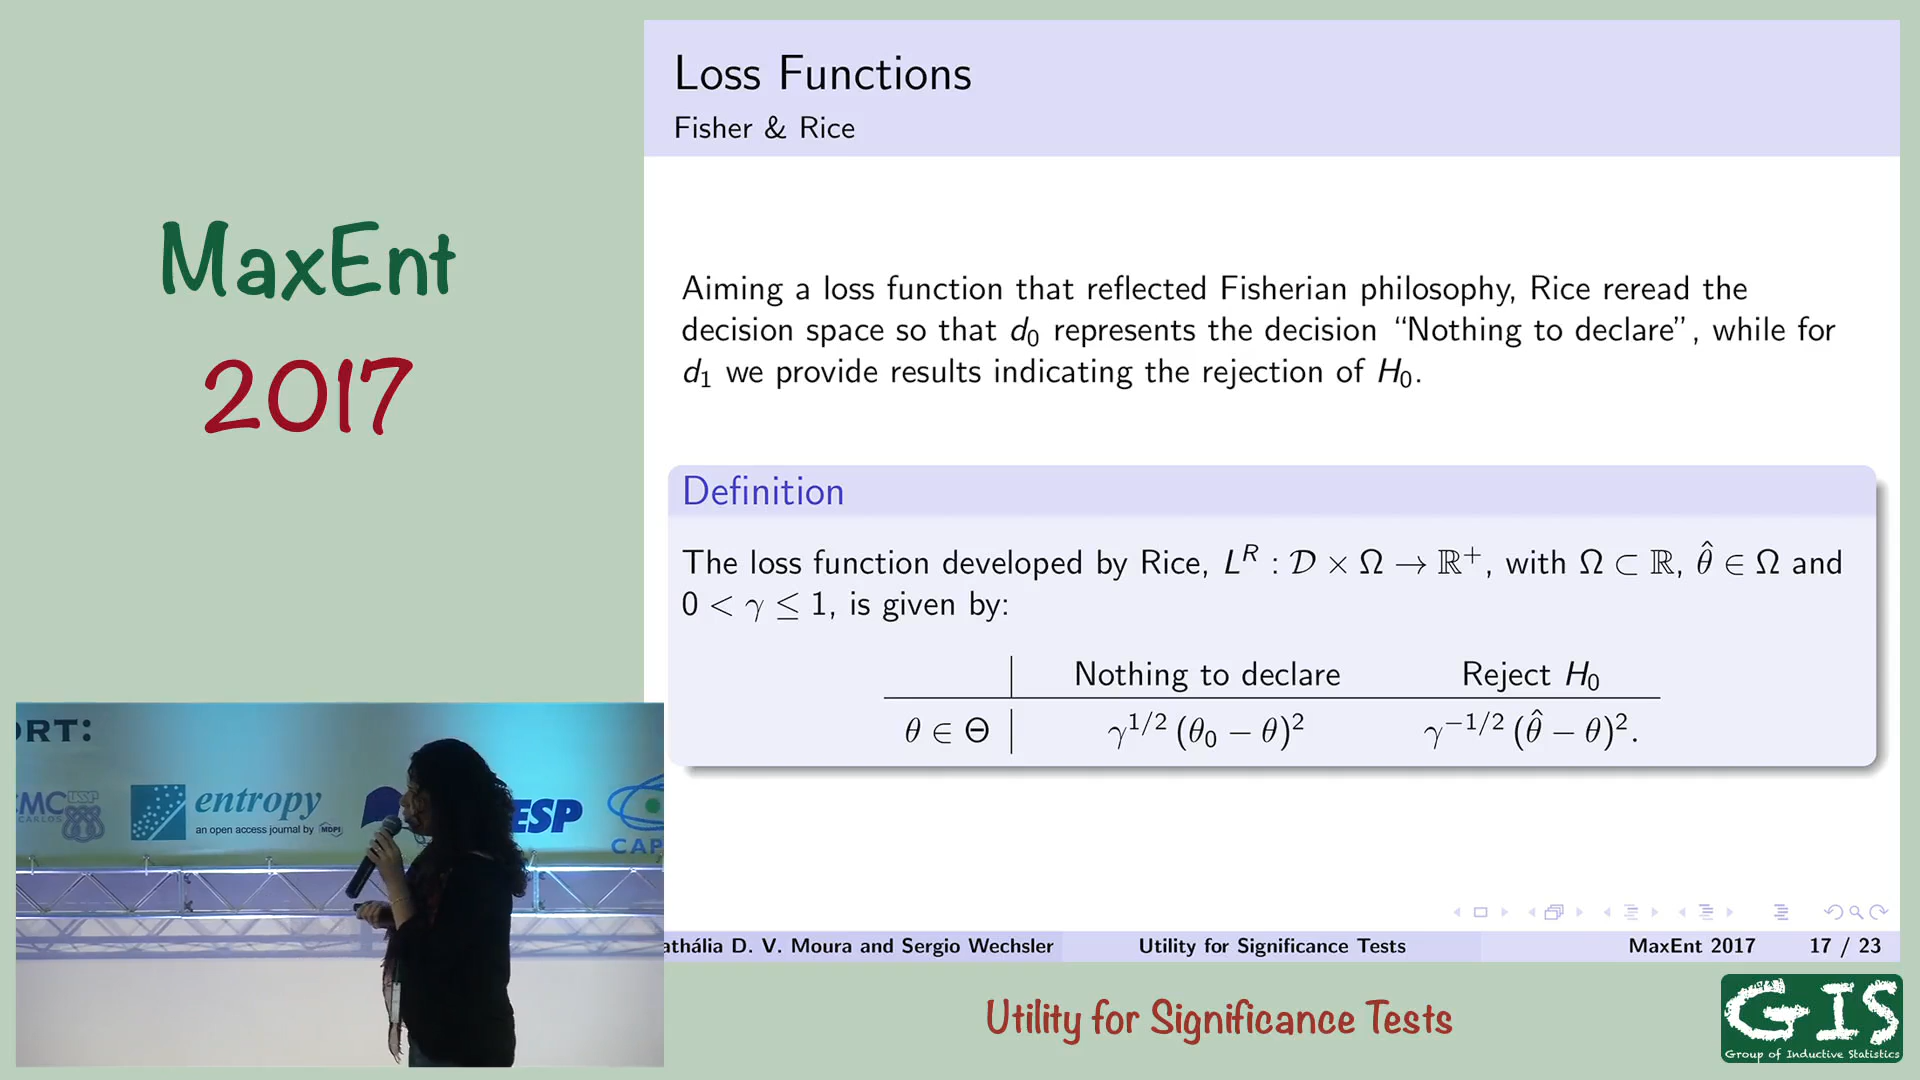 MaxEnt
2017
Loss Functions
Fisher & Rice
Aiming a loss function that reflected Fisherian philosophy, Rice reread the
decision space so that d₀ represents the decision “Nothing to declare”, while for
d₁ we provide results indicating the rejection of H₀.
Definition
The loss function developed by Rice, Lᴿ : 𝒟 × Ω → ℝ⁺, with Ω ⊂ ℝ, θ̂ ∈ Ω and
0 < γ ≤ 1, is given by:
Nothing to declare Reject H₀
θ ∈ Θ γ^{1/2} (θ₀ − θ)² γ^{−1/2} (θ̂ − θ)².
athália D. V. Moura and Sergio Wechsler Utility for Significance Tests MaxEnt 2017 17 / 23
ORT:
CMC USP
CARLOS
entropy
an open access journal by MDPI
ESP
CAP
Utility for Significance Tests
GIS
Group of Inductive Statistics